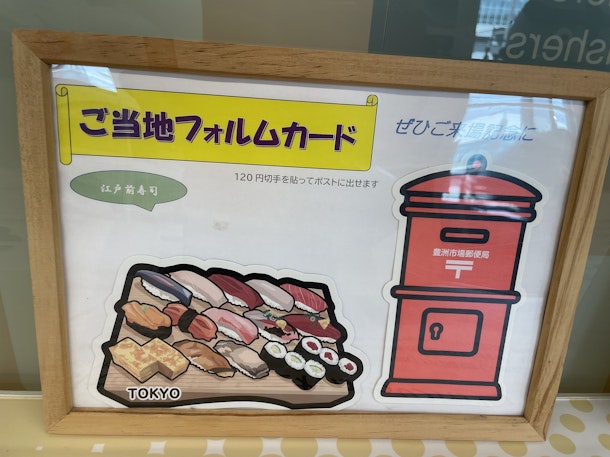 ご当地フォルムカード
ぜひご来場記念に
120円切手を貼ってポストに出せます
江戸前寿司
豊洲市場郵便局
〒
TOKYO